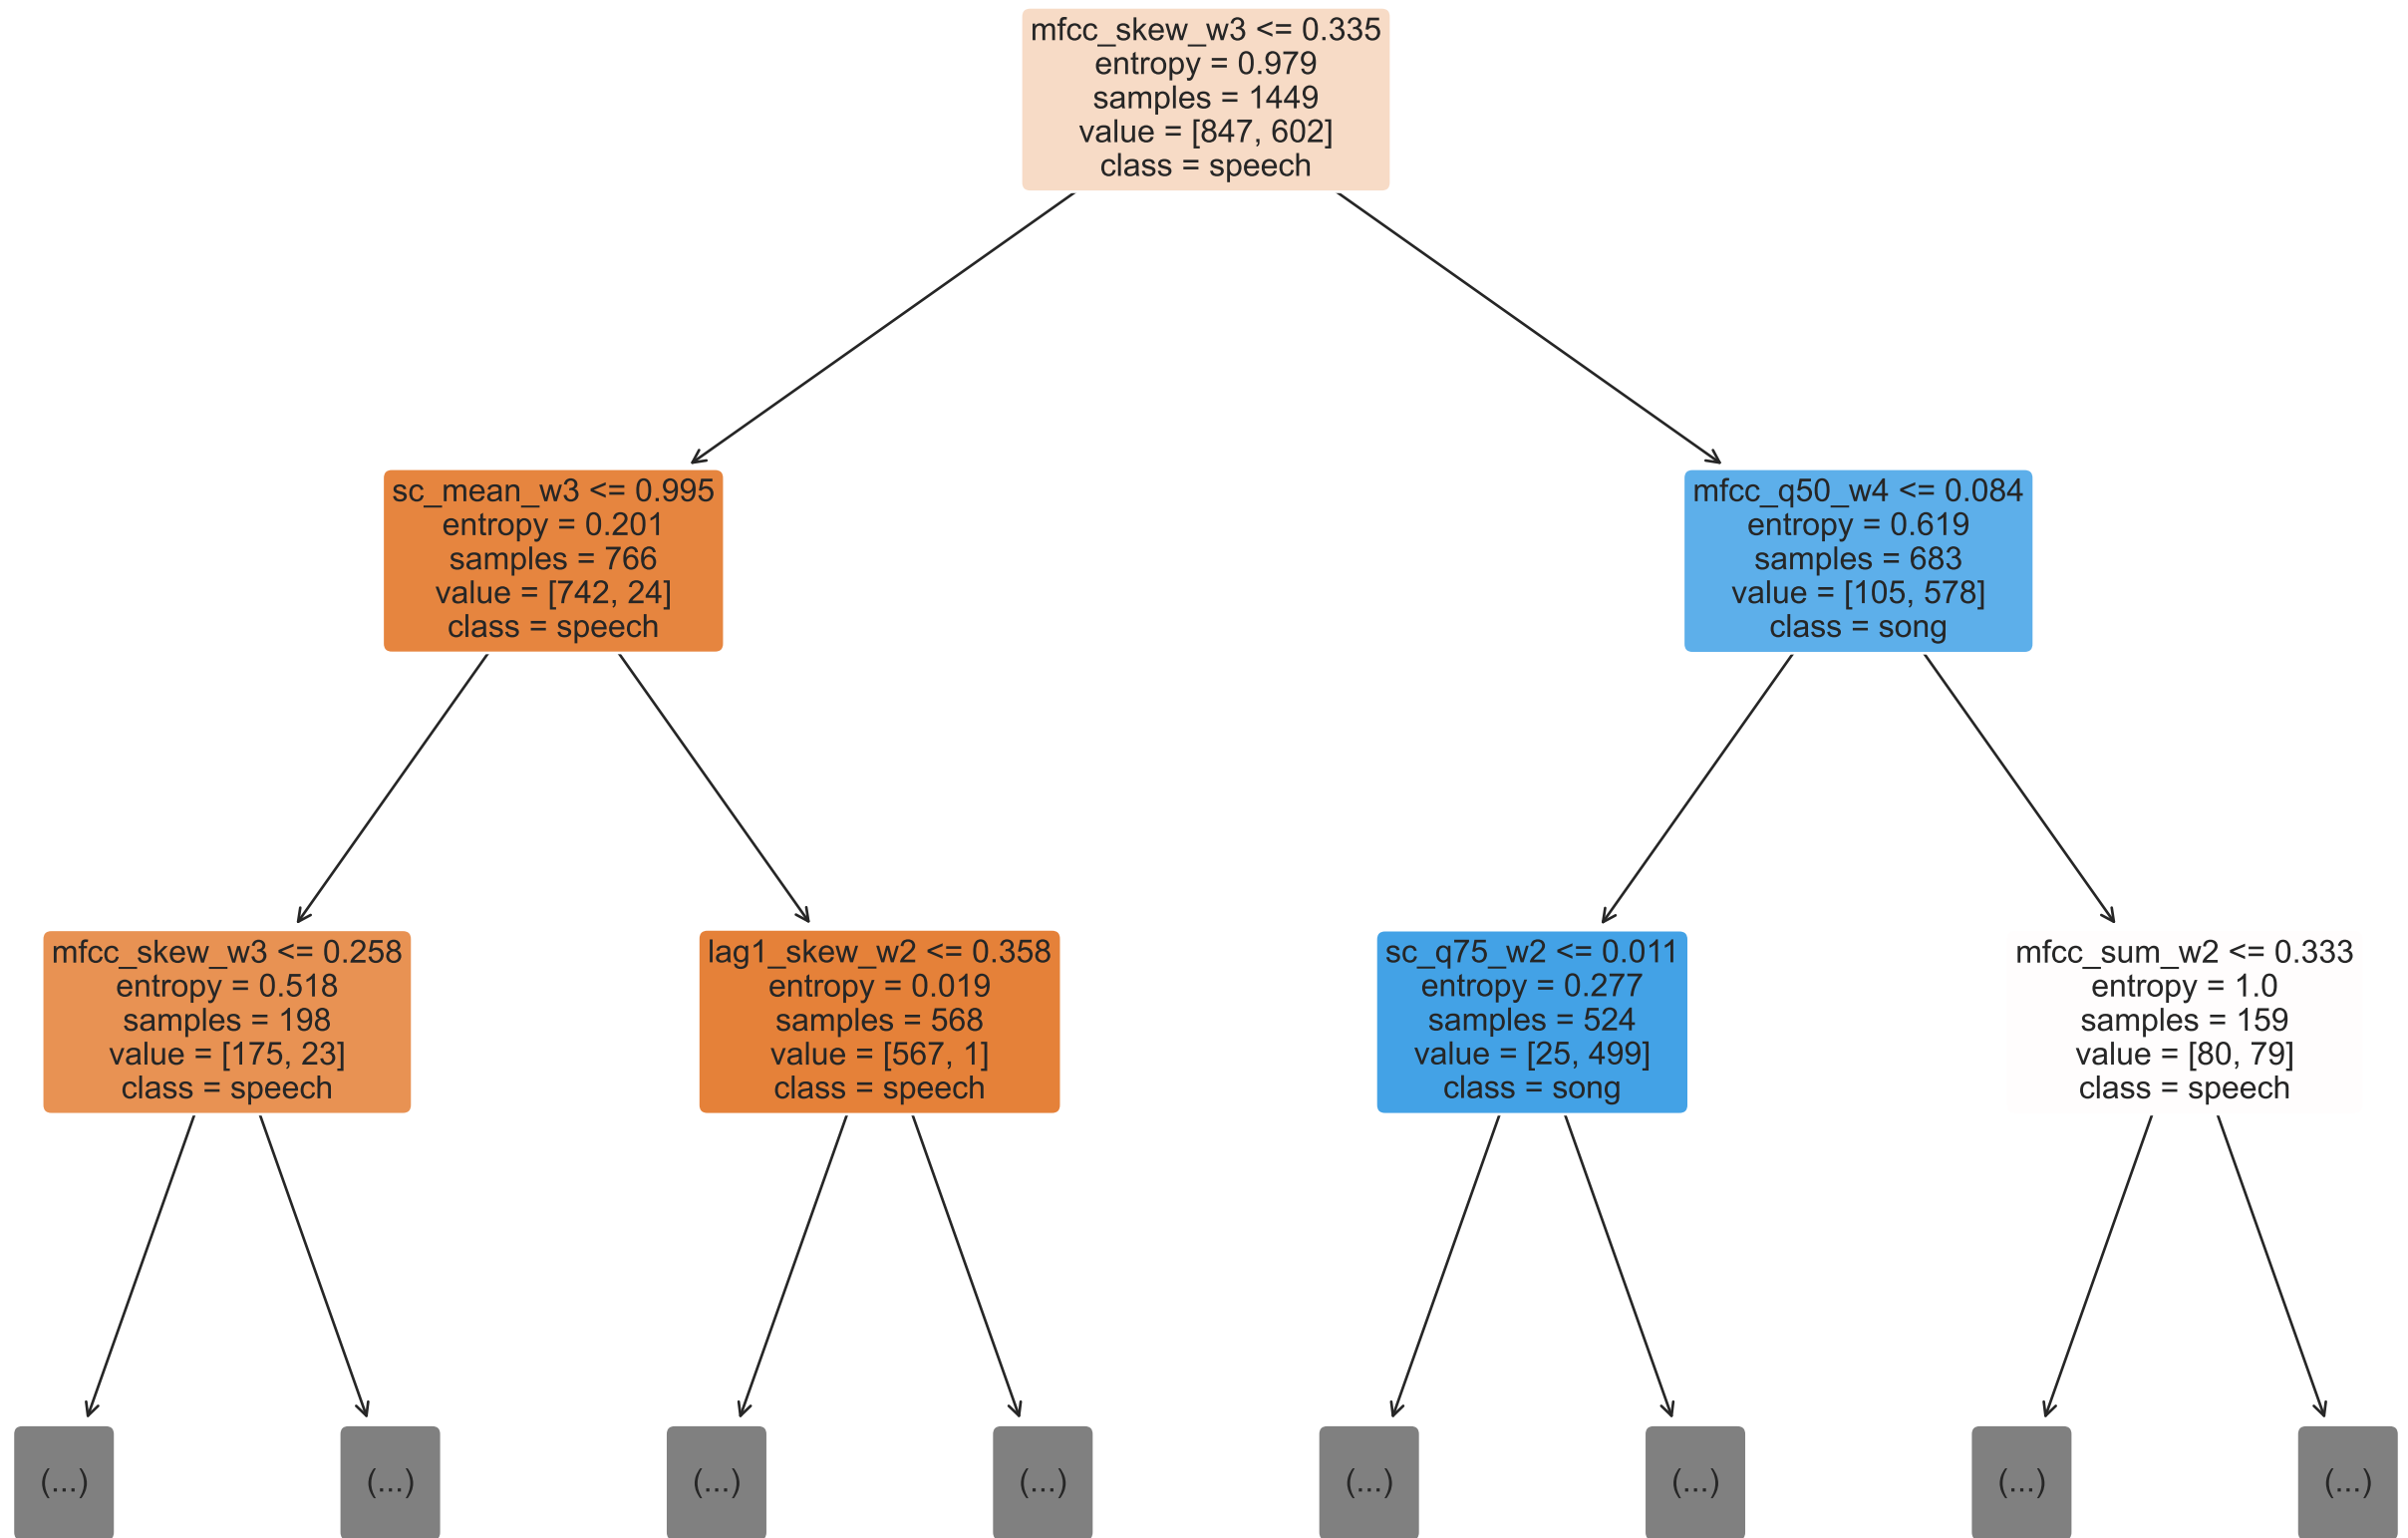 mfcc_skew_w3 <= 0.335
entropy = 0.979
samples = 1449
value = [847, 602]
class = speech
sc_mean_w3 <= 0.995
entropy = 0.201
samples = 766
value = [742, 24]
class = speech
mfcc_q50_w4 <= 0.084
entropy = 0.619
samples = 683
value = [105, 578]
class = song
mfcc_skew_w3 <= 0.258
entropy = 0.518
samples = 198
value = [175, 23]
class = speech
lag1_skew_w2 <= 0.358
entropy = 0.019
samples = 568
value = [567, 1]
class = speech
sc_q75_w2 <= 0.011
entropy = 0.277
samples = 524
value = [25, 499]
class = song
mfcc_sum_w2 <= 0.333
entropy = 1.0
samples = 159
value = [80, 79]
class = speech
(...)
(...)
(...)
(...)
(...)
(...)
(...)
(...)